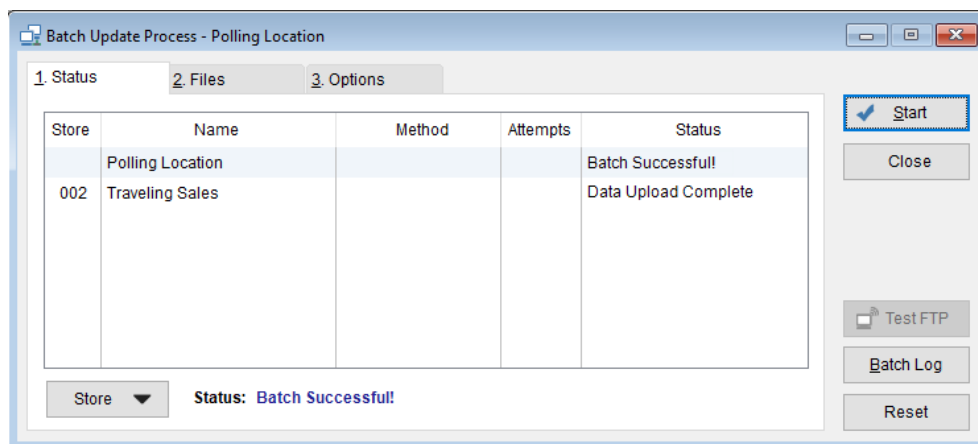 Batch Update Process - Polling Location
1. Status 2. Files 3. Options
Store Name Method Attempts Status
Polling Location Batch Successful!
002 Traveling Sales Data Upload Complete
Start
Close
Test FTP
Batch Log
Reset
Store Status: Batch Successful!